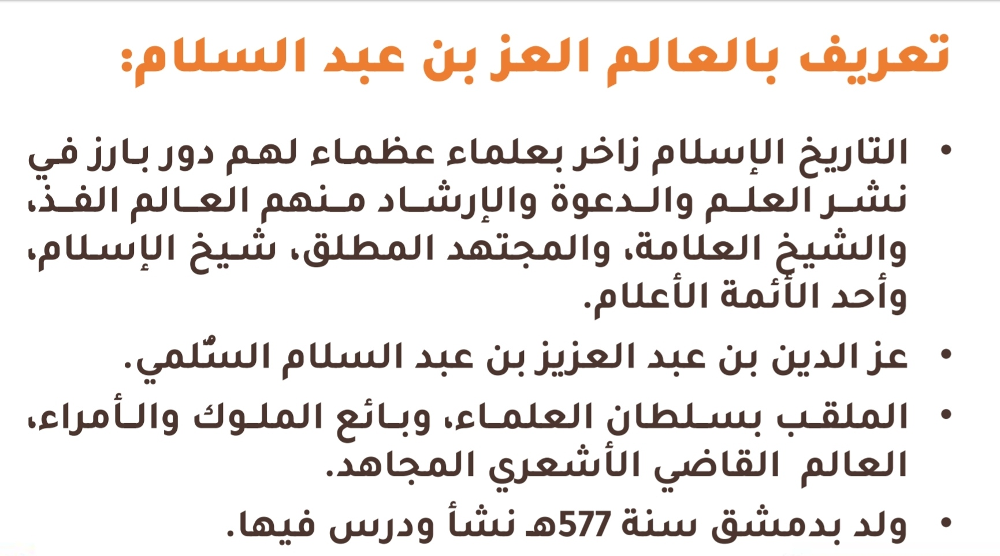 تعريف بالعالم العز بن عبد السلام:
• التاريخ الإسلام زاخر بعلماء عظماء لهم دور بارز في
نشر العلم والدعوة والإرشاد منهم العالم الفذ،
والشيخ العلامة، والمجتهد المطلق، شيخ الإسلام،
وأحد الأئمة الأعلام.
• عز الدين بن عبد العزيز بن عبد السلام السُّلمي.
• الملقب بسلطان العلماء، وبائع الملوك والأمراء،
العالم القاضي الأشعري المجاهد.
• ولد بدمشق سنة 577هـ نشأ ودرس فيها.